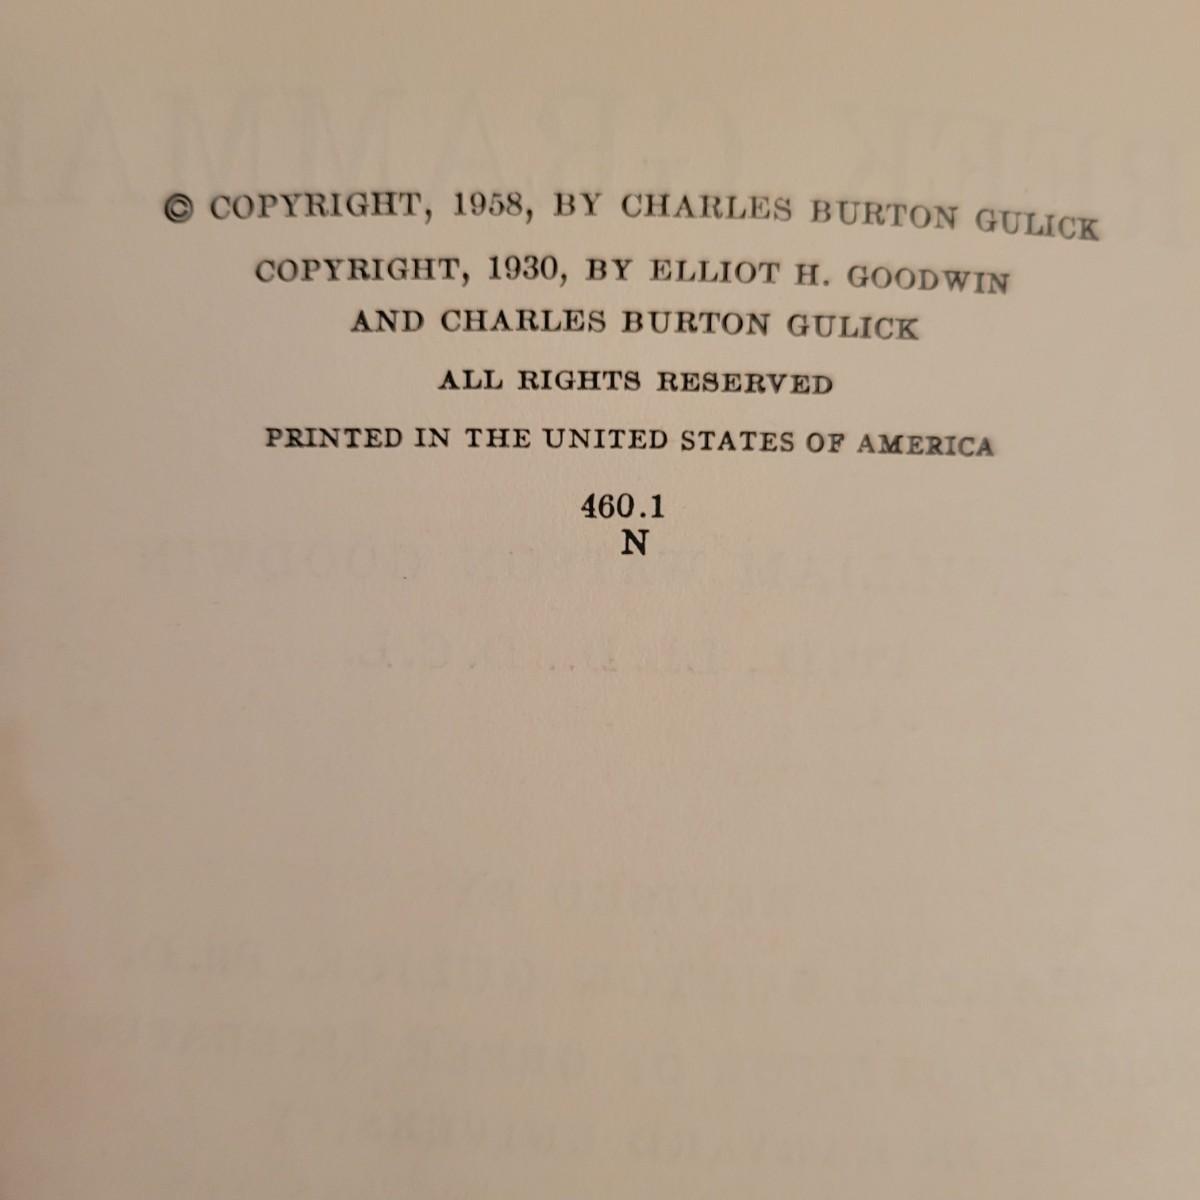 © COPYRIGHT, 1958, BY CHARLES BURTON GULICK
COPYRIGHT, 1930, BY ELLIOT H. GOODWIN
AND CHARLES BURTON GULICK
ALL RIGHTS RESERVED
PRINTED IN THE UNITED STATES OF AMERICA
460.1
N